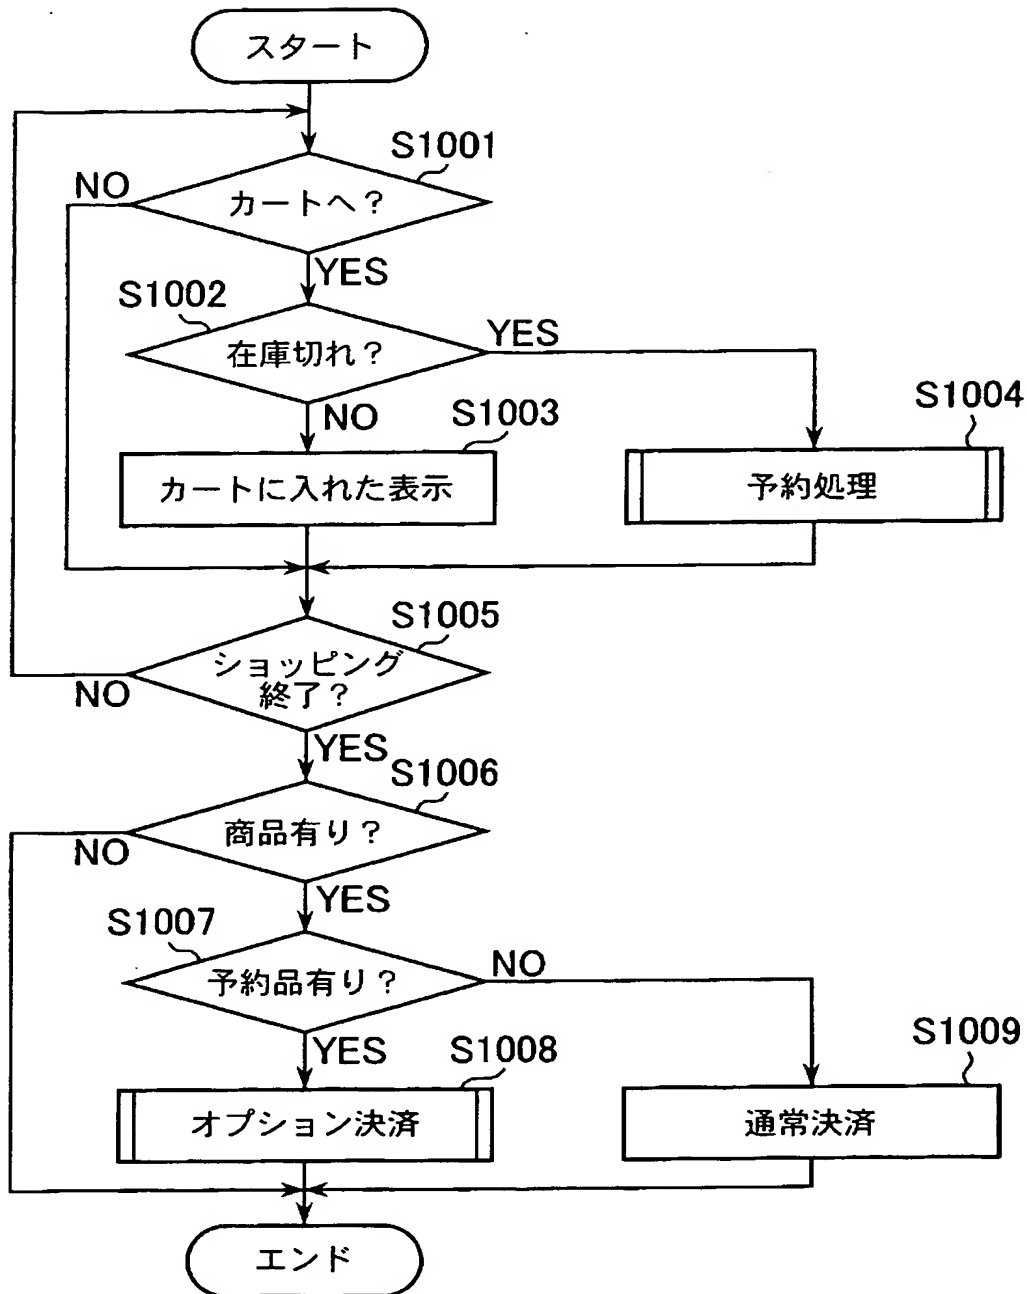 スタート
S1001
NO
カートへ？
YES
S1002
在庫切れ？
YES
NO
S1003
S1004
カートに入れた表示
予約処理
S1005
ショッピング
終了？
NO
YES
S1006
商品有り？
NO
YES
S1007
予約品有り？
NO
YES
S1008
S1009
オプション決済
通常決済
エンド